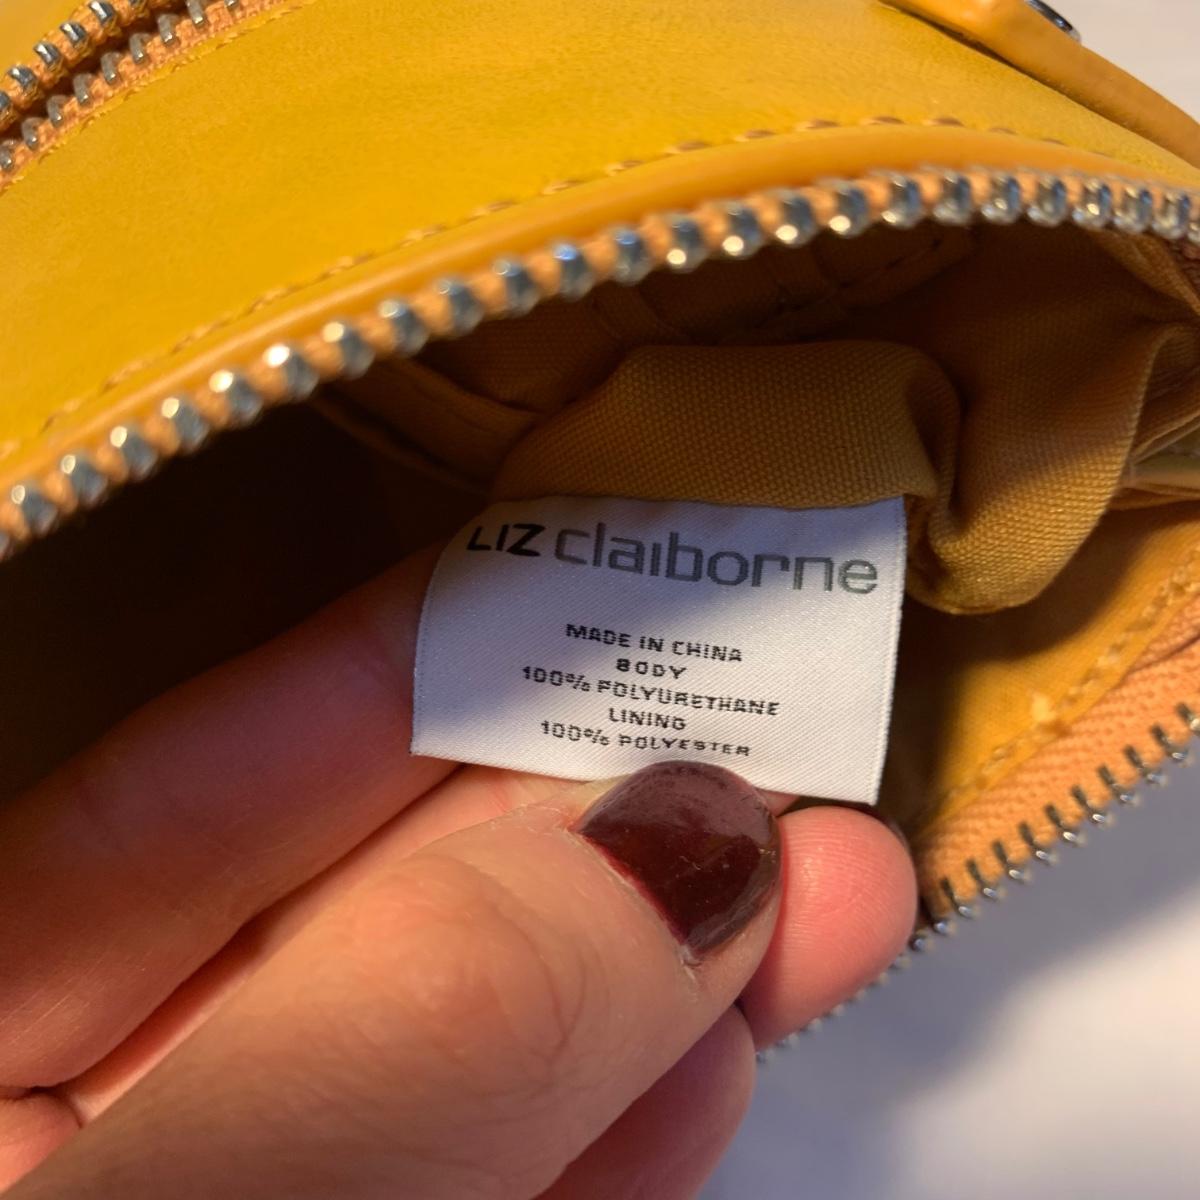 LIZ claiborne
MADE IN CHINA
BODY
100% POLYURETHANE
LINING
100% POLYESTER